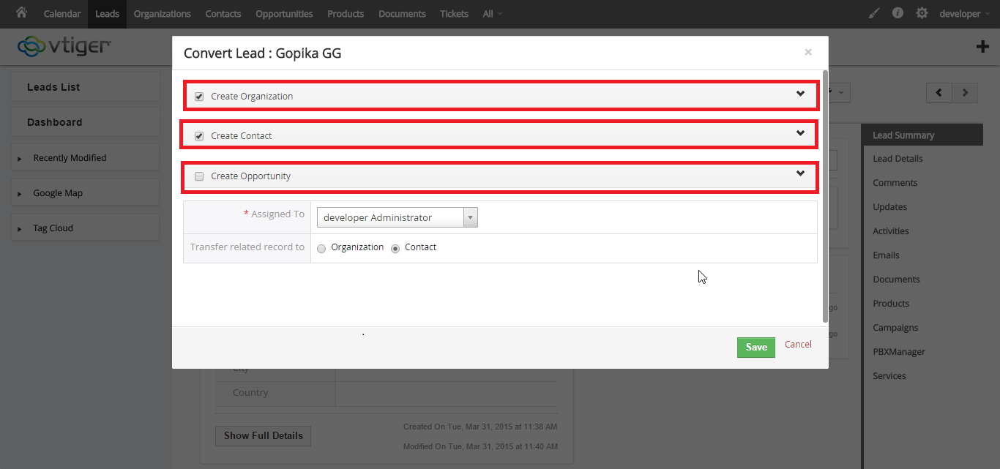 Calendar Leads Organizations Contacts Opportunities Products Documents Tickets All developer
vtiger
Convert Lead : Gopika GG ×
Leads List
Dashboard
Recently Modified
Google Map
Tag Cloud
Create Organization
Create Contact
Create Opportunity
* Assigned To developer Administrator
Transfer related record to Organization Contact
Save Cancel
City
Country
Show Full Details
Created On Tue, Mar 31, 2015 at 11:38 AM
Modified On Tue, Mar 31, 2015 at 11:40 AM
Lead Summary
Lead Details
Comments
Updates
Activities
Emails
Documents
Products
ago
Campaigns
ago
PBXManager
Services